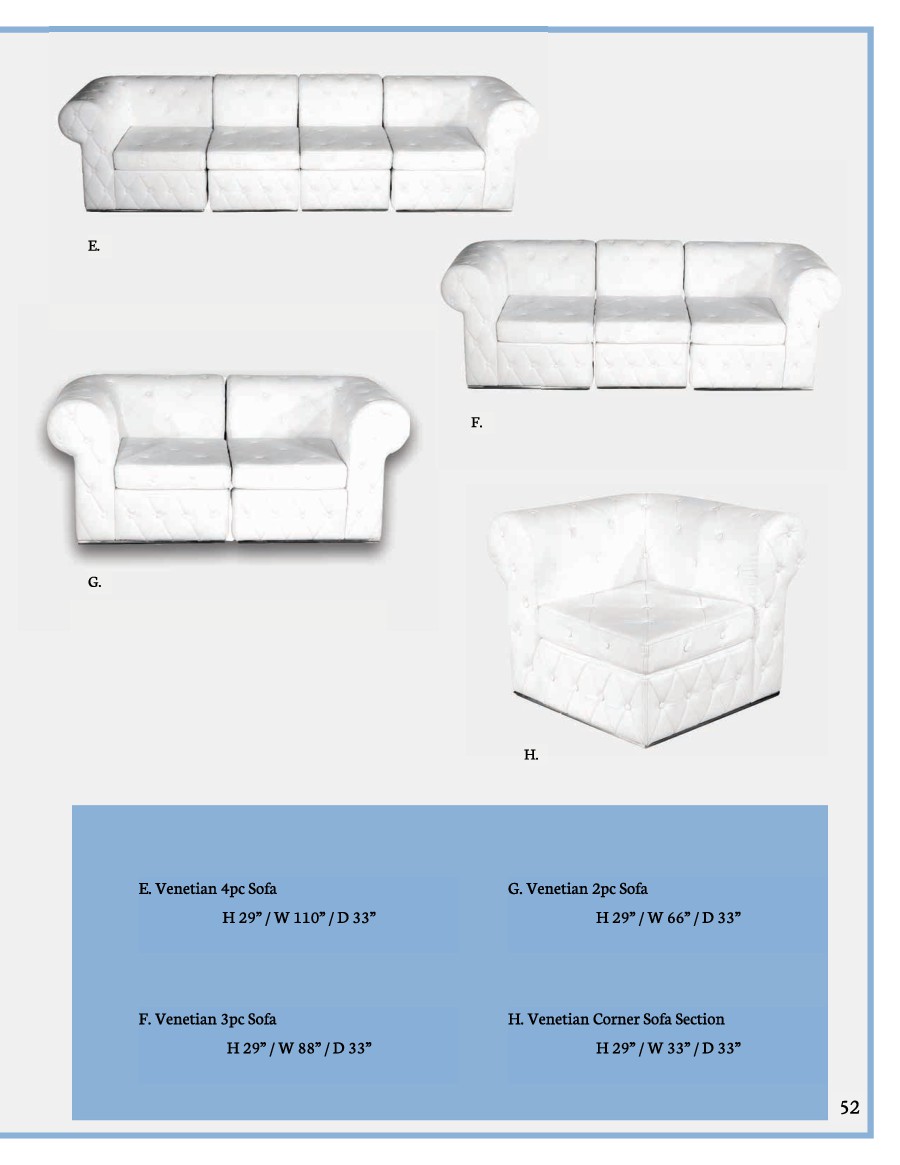 E.
F.
G.
H.
E. Venetian 4pc Sofa
H 29” / W 110” / D 33”
F. Venetian 3pc Sofa
H 29” / W 88” / D 33”
G. Venetian 2pc Sofa
H 29” / W 66” / D 33”
H. Venetian Corner Sofa Section
H 29” / W 33” / D 33”
52